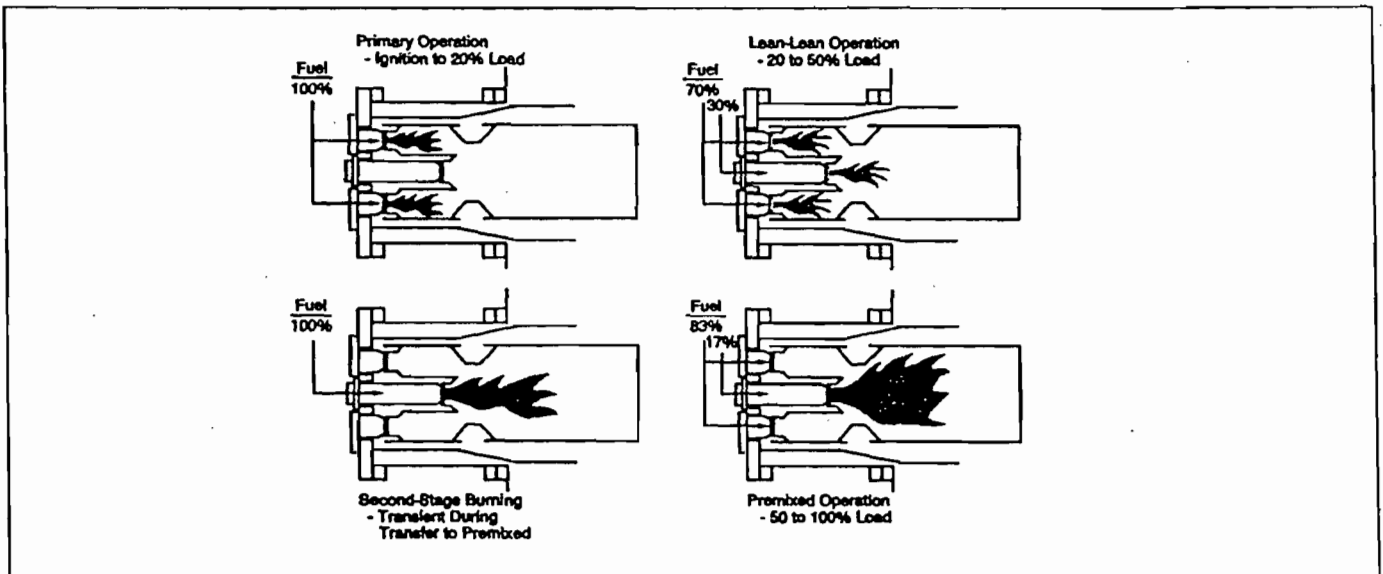 Primary Operation
- Ignition to 20% Load
Fuel
100%
Lean-Lean Operation
- 20 to 50% Load
Fuel
70%
30%
Fuel
100%
Second-Stage Burning
- Transient During
Transfer to Premixed
Fuel
83%
17%
Premixed Operation
- 50 to 100% Load